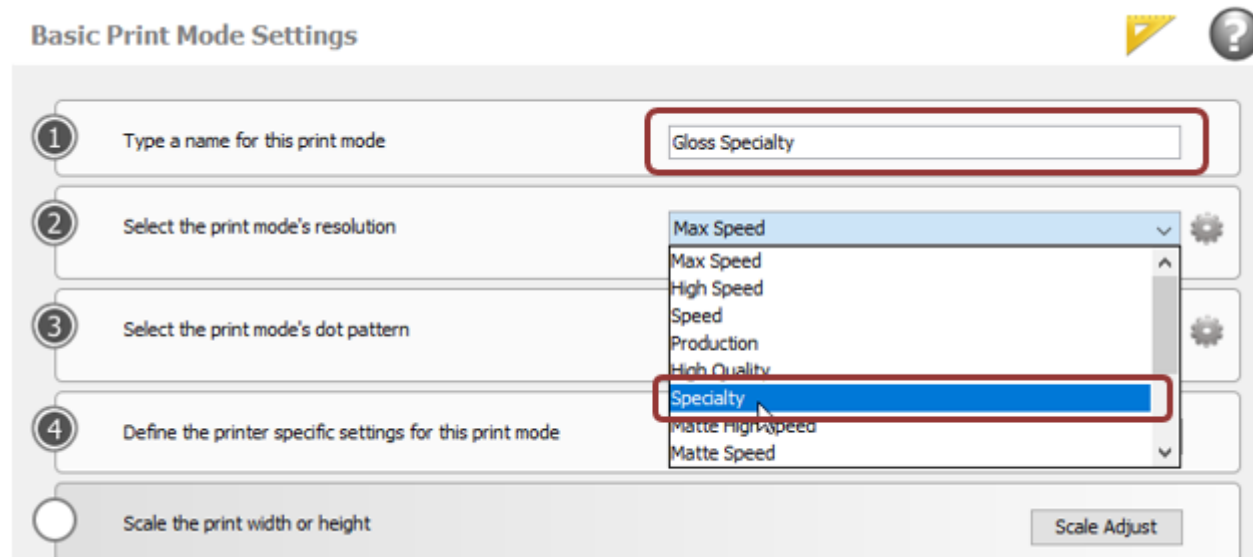 Basic Print Mode Settings
?
1
Type a name for this print mode
Gloss Specialty
2
Select the print mode's resolution
Max Speed
Max Speed
High Speed
Speed
Production
High Quality
Specialty
Matte High Speed
Matte Speed
3
Select the print mode's dot pattern
4
Define the printer specific settings for this print mode
Scale the print width or height
Scale Adjust